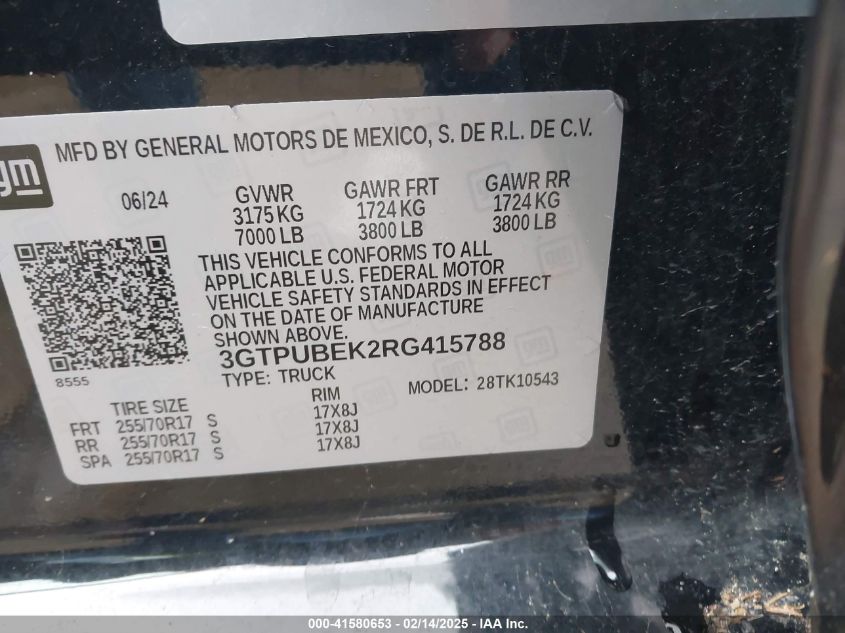 gm
MFD BY GENERAL MOTORS DE MEXICO, S. DE R.L. DE C.V.
06/24 GVWR GAWR FRT GAWR RR
3175 KG 1724 KG 1724 KG
7000 LB 3800 LB 3800 LB
THIS VEHICLE CONFORMS TO ALL
APPLICABLE U.S. FEDERAL MOTOR
VEHICLE SAFETY STANDARDS IN EFFECT
ON THE DATE OF MANUFACTURE
SHOWN ABOVE.
3GTPUBEK2RG415788
8555 TYPE: TRUCK MODEL: 28TK10543
TIRE SIZE RIM
FRT 255/70R17 S 17X8J
RR 255/70R17 S 17X8J
SPA 255/70R17 S 17X8J
000-41580653 - 02/14/2025 - IAA Inc.